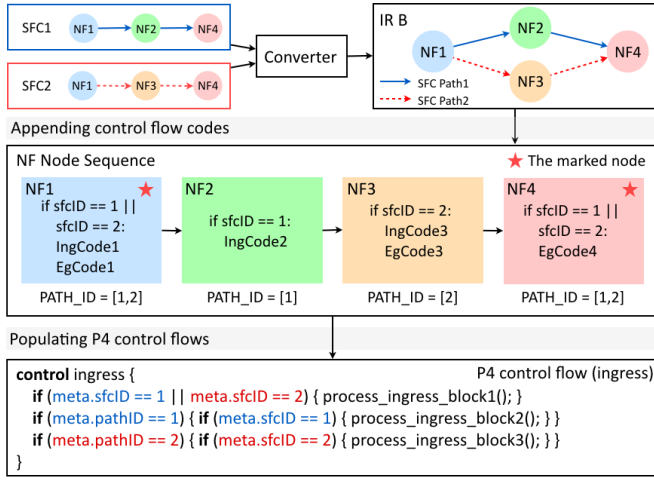 SFC1
NF1
NF2
NF4
SFC2
NF1
NF3
NF4
Converter
IR B
NF1
NF2
NF3
NF4
SFC Path1
SFC Path2
Appending control flow codes
NF Node Sequence
The marked node
NF1
if sfcID == 1 ||
sfcID == 2:
IngCode1
EgCode1
PATH_ID = [1,2]
NF2
if sfcID == 1:
IngCode2
PATH_ID = [1]
NF3
if sfcID == 2:
IngCode3
EgCode3
PATH_ID = [2]
NF4
if sfcID == 1 ||
sfcID == 2:
EgCode4
PATH_ID = [1,2]
Populating P4 control flows
P4 control flow (ingress)
control ingress {
if (meta.sfcID == 1 || meta.sfcID == 2) { process_ingress_block1(); }
if (meta.pathID == 1) { if (meta.sfcID == 1) { process_ingress_block2(); } }
if (meta.pathID == 2) { if (meta.sfcID == 2) { process_ingress_block3(); } }
}